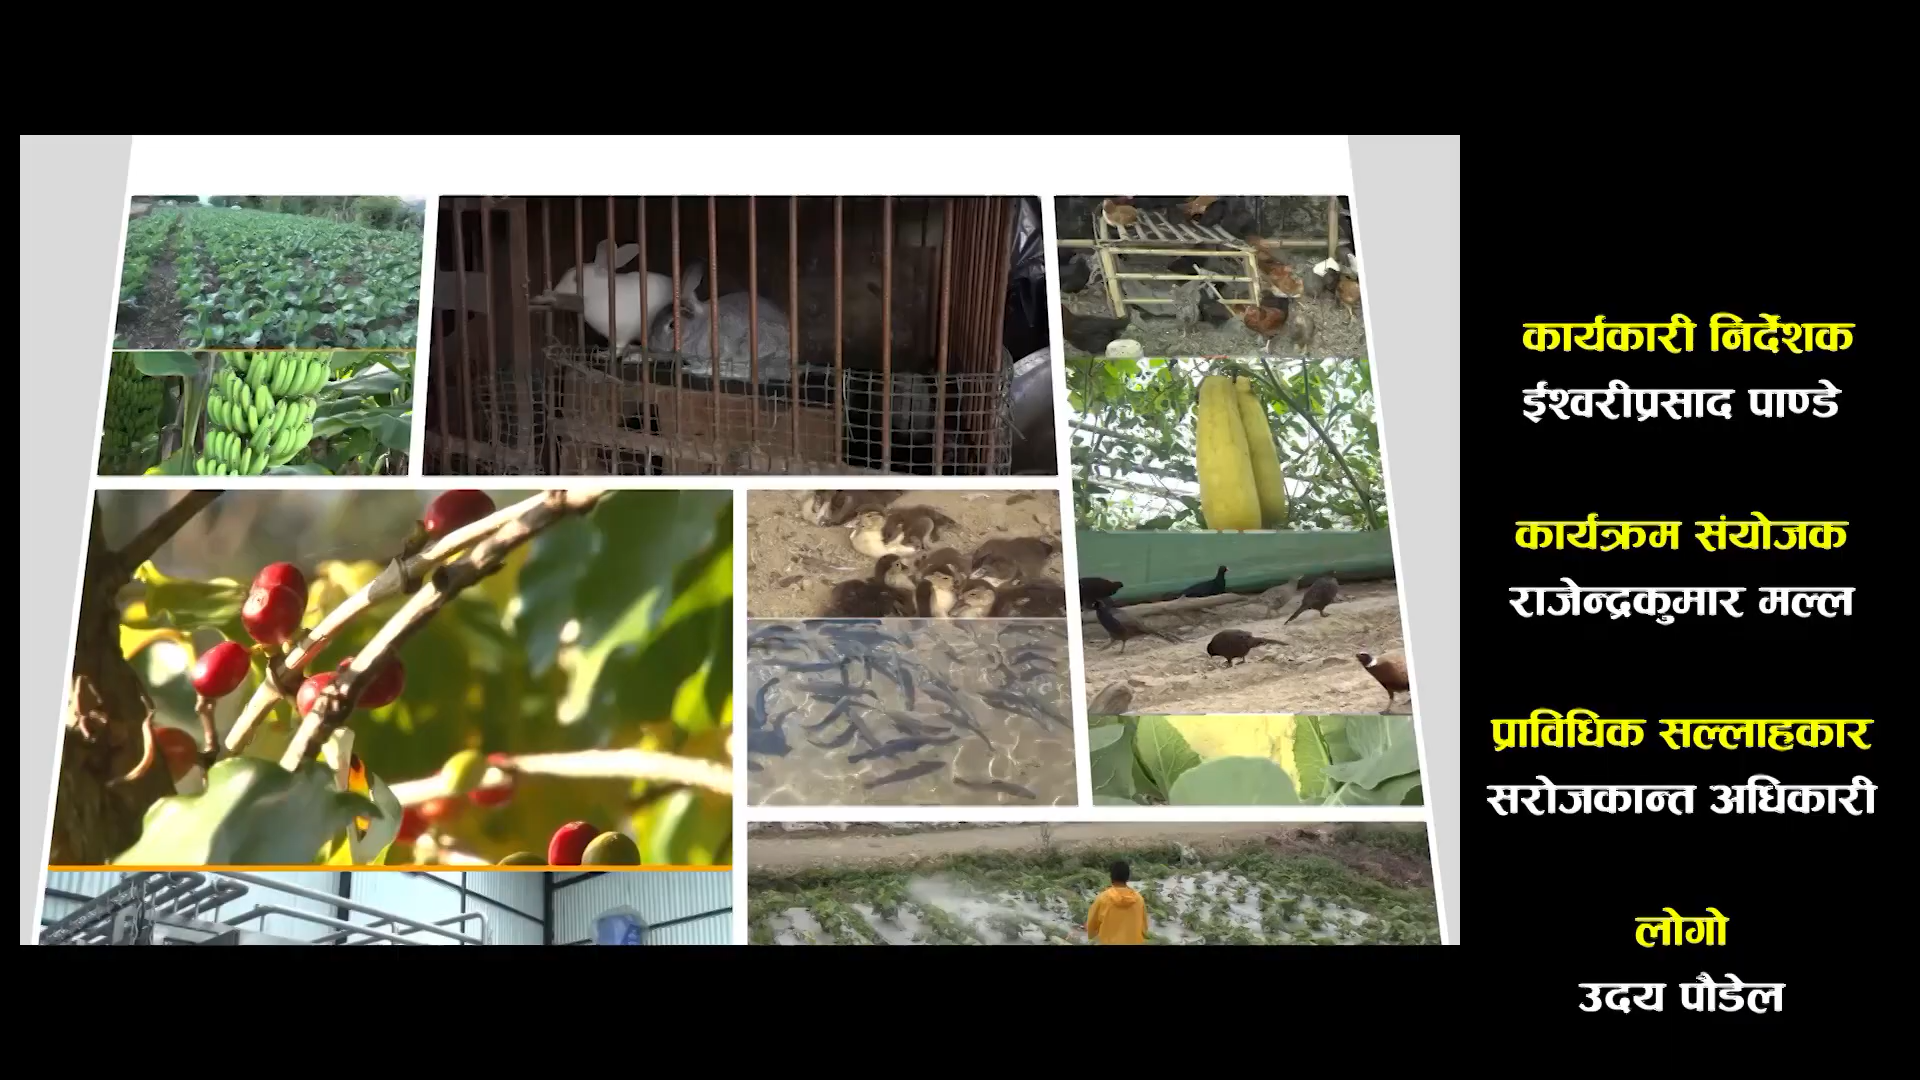 कार्यकारी निर्देशक
ईश्वरीप्रसाद पाण्डे
कार्यक्रम संयोजक
राजेन्द्रकुमार मल्ल
प्राविधिक सल्लाहकार
सरोजकान्त अधिकारी
लोगो
उदय पौडेल